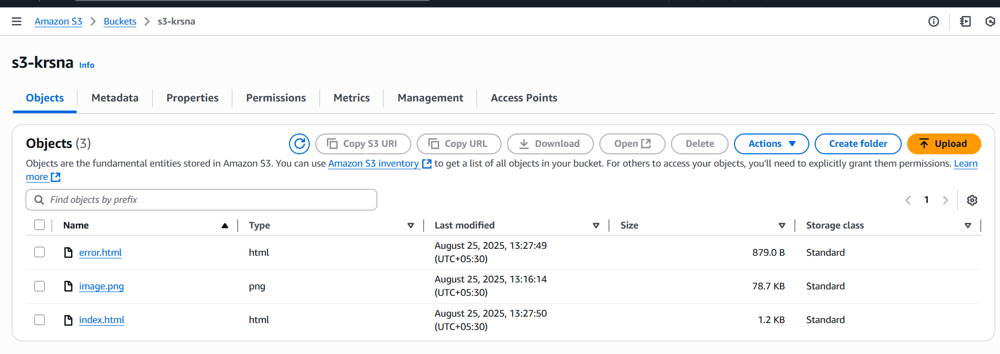 Amazon S3 > Buckets > s3-krsna
s3-krsna Info
Objects Metadata Properties Permissions Metrics Management Access Points
Objects (3) Copy S3 URI Copy URL Download Open Delete Actions Create folder Upload
Objects are the fundamental entities stored in Amazon S3. You can use Amazon S3 inventory to get a list of all objects in your bucket. For others to access your objects, you'll need to explicitly grant them permissions. Learn
more
Find objects by prefix 1
Name Type Last modified Size Storage class
error.html html August 25, 2025, 13:27:49 (UTC+05:30) 879.0 B Standard
image.png png August 25, 2025, 13:16:14 (UTC+05:30) 78.7 KB Standard
index.html html August 25, 2025, 13:27:50 (UTC+05:30) 1.2 KB Standard